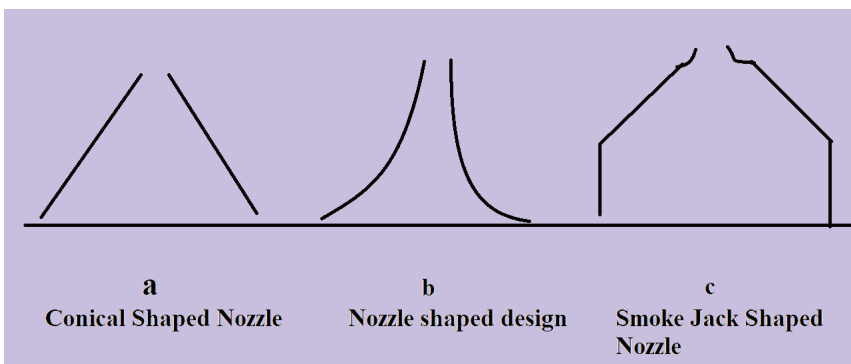 a
Conical Shaped Nozzle
b
Nozzle shaped design
c
Smoke Jack Shaped
Nozzle